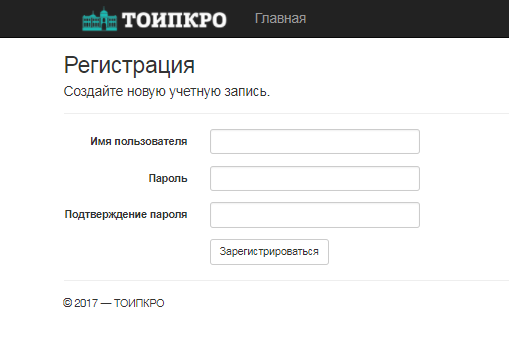 ТОИПКРО Главная
Регистрация
Создайте новую учетную запись.
Имя пользователя
Пароль
Подтверждение пароля
Зарегистрироваться
© 2017 — ТОИПКРО